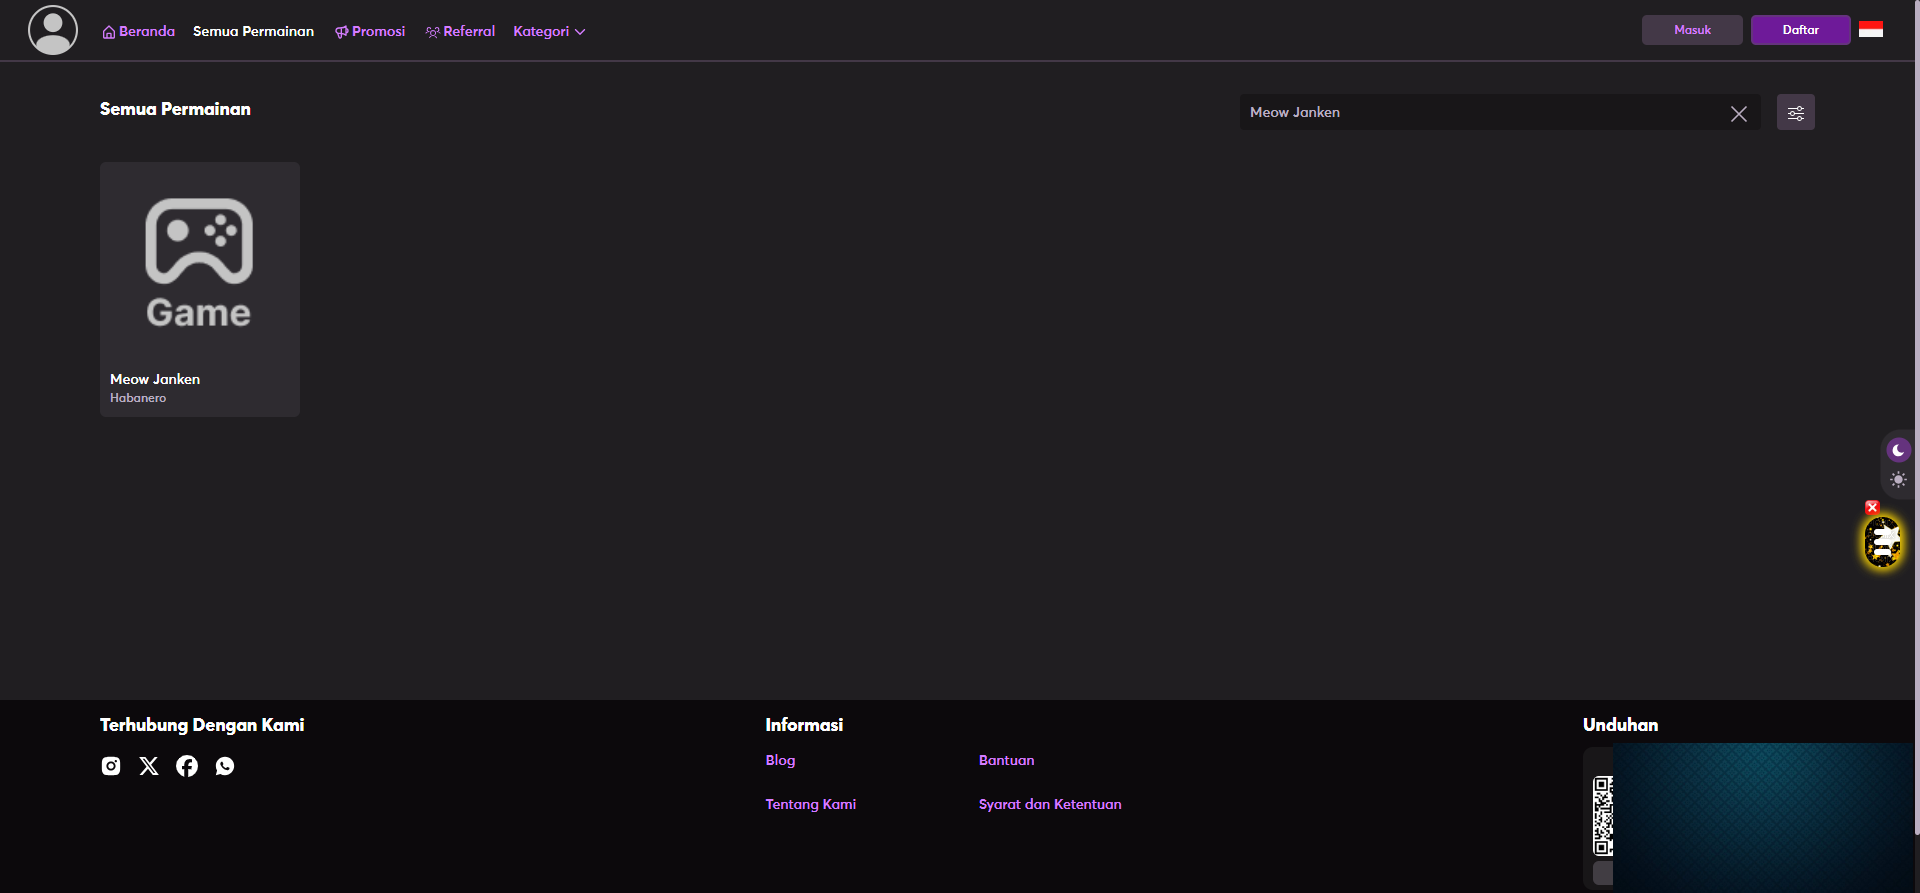 Beranda Semua Permainan Promosi Referral Kategori Masuk Daftar
Semua Permainan
Meow Janken
Game
Meow Janken
Habanero
Terhubung Dengan Kami
Informasi
Blog
Bantuan
Tentang Kami
Syarat dan Ketentuan
Unduhan